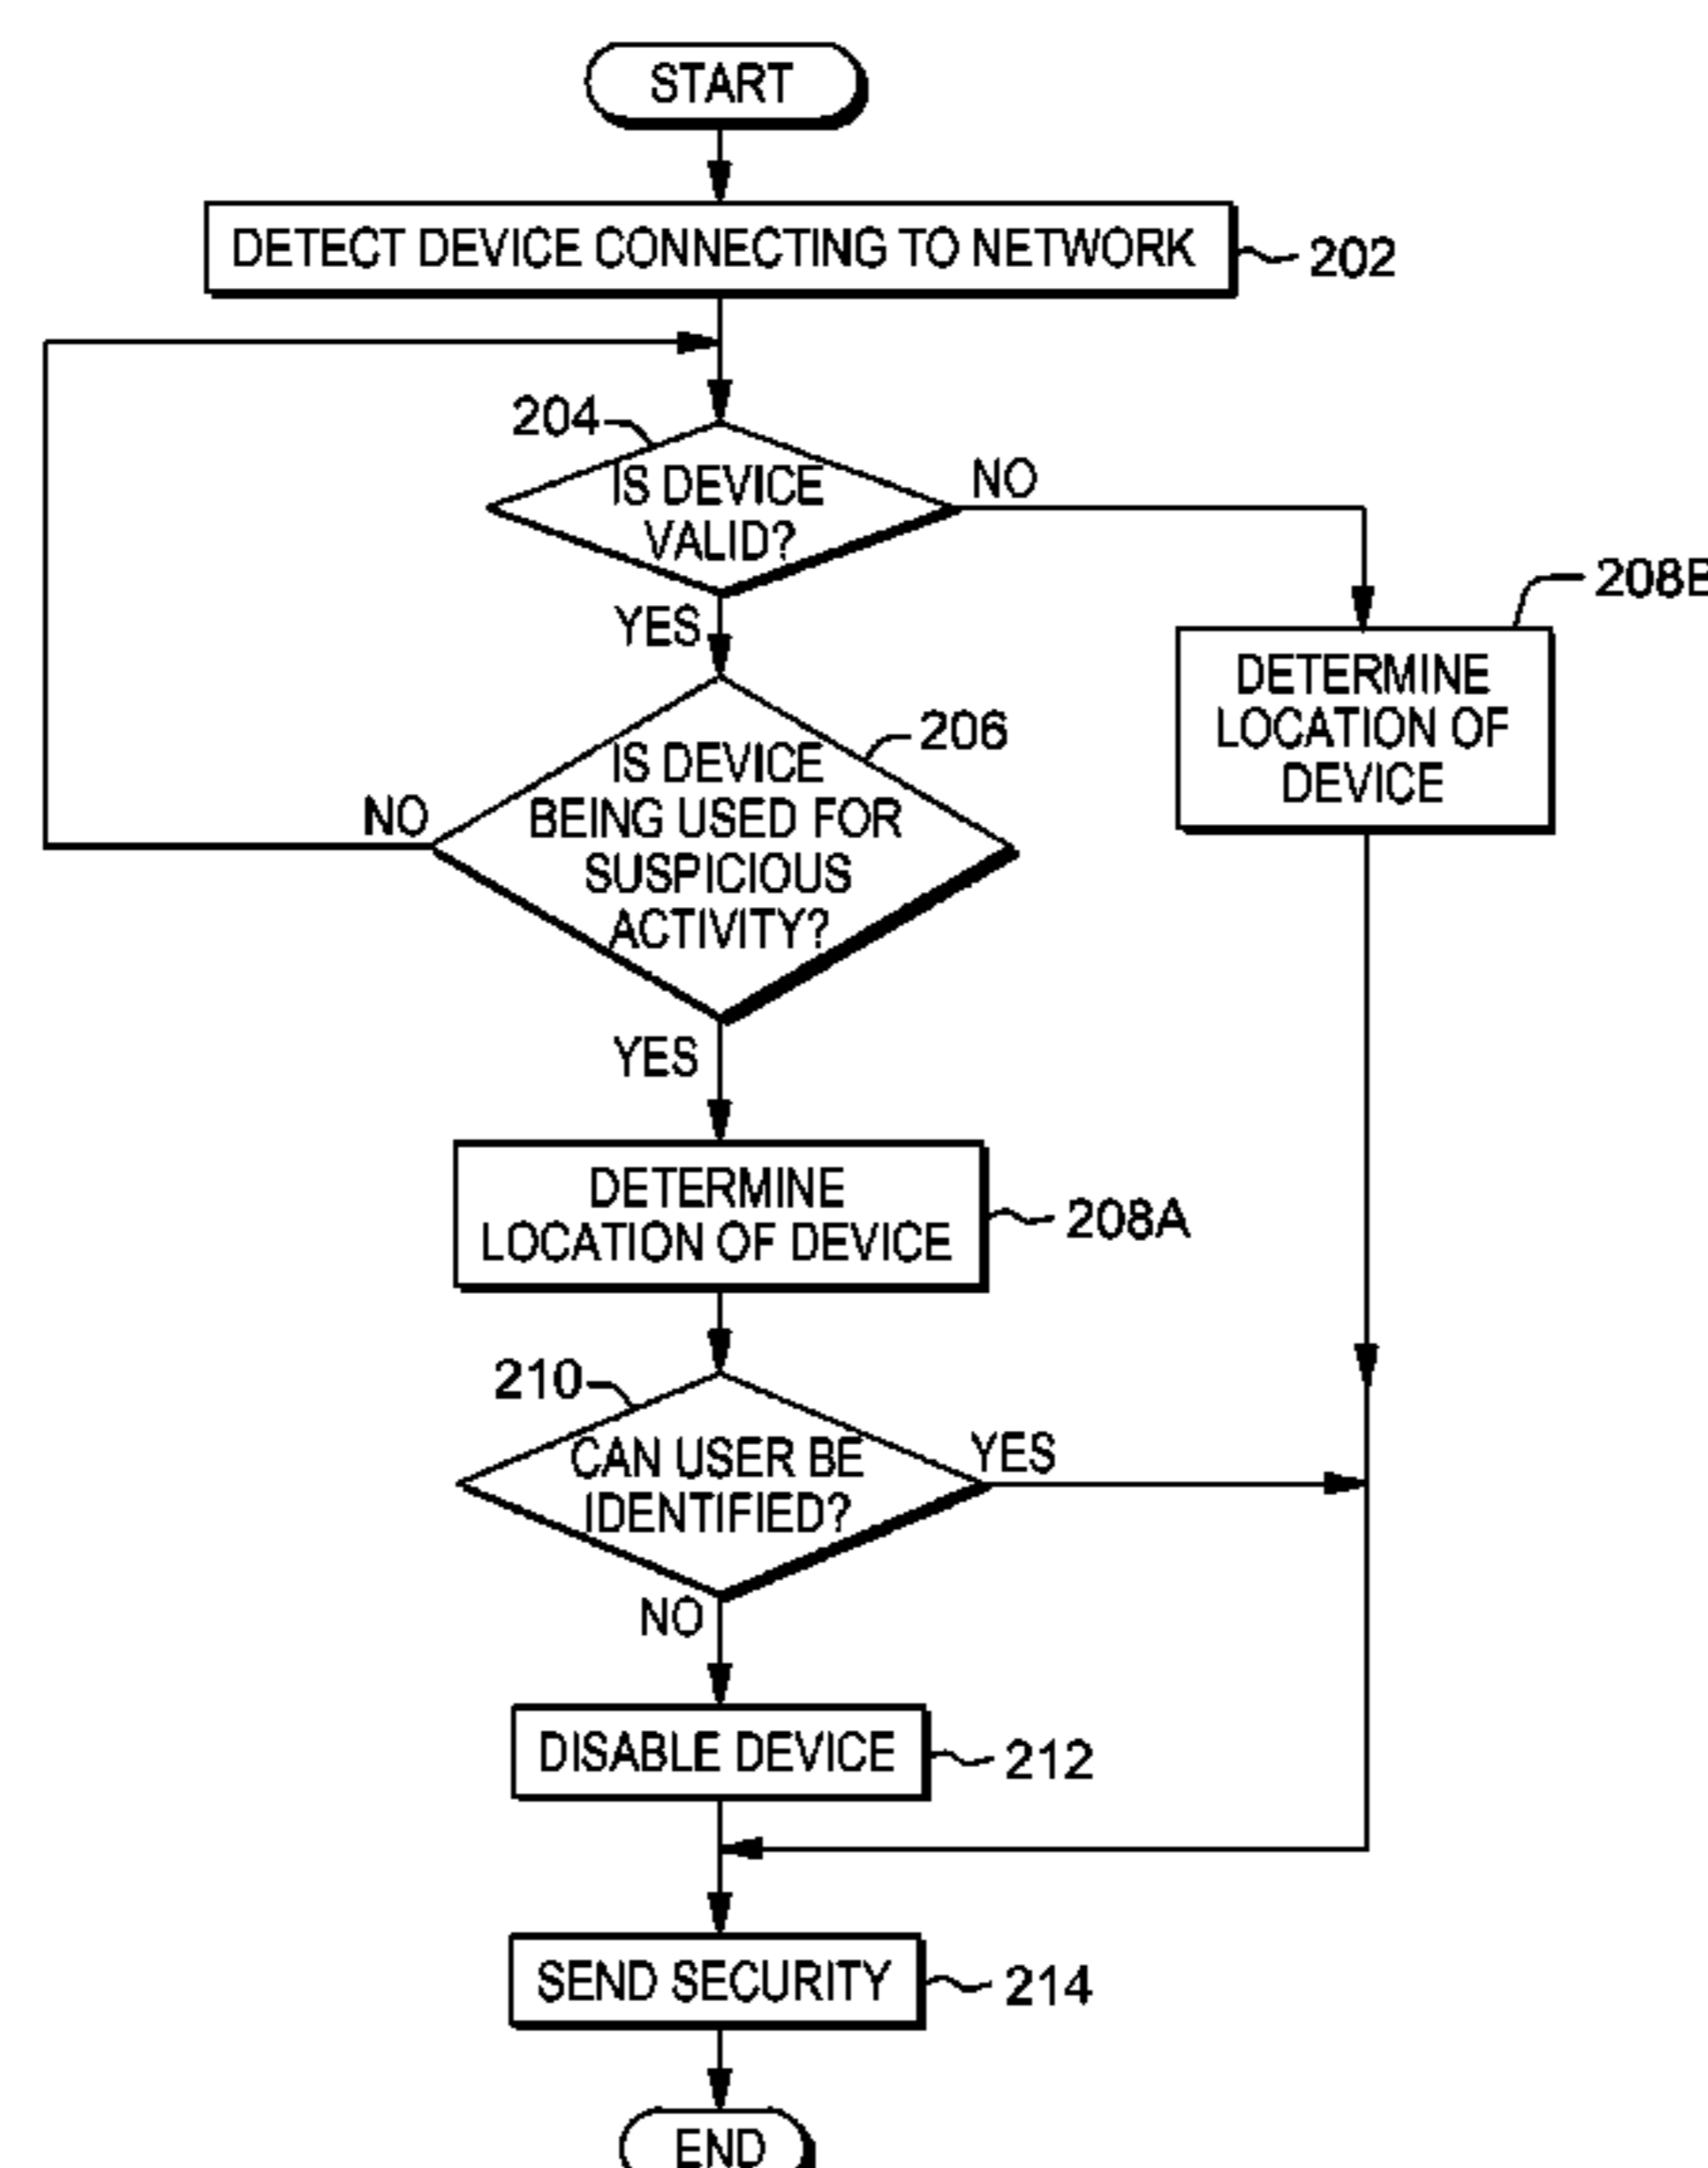 START
DETECT DEVICE CONNECTING TO NETWORK
202
204
IS DEVICE
VALID?
NO
YES
208B
DETERMINE
LOCATION OF
DEVICE
206
IS DEVICE
BEING USED FOR
SUSPICIOUS
ACTIVITY?
NO
YES
DETERMINE
LOCATION OF DEVICE
208A
210
CAN USER BE
IDENTIFIED?
YES
NO
DISABLE DEVICE
212
SEND SECURITY
214
END